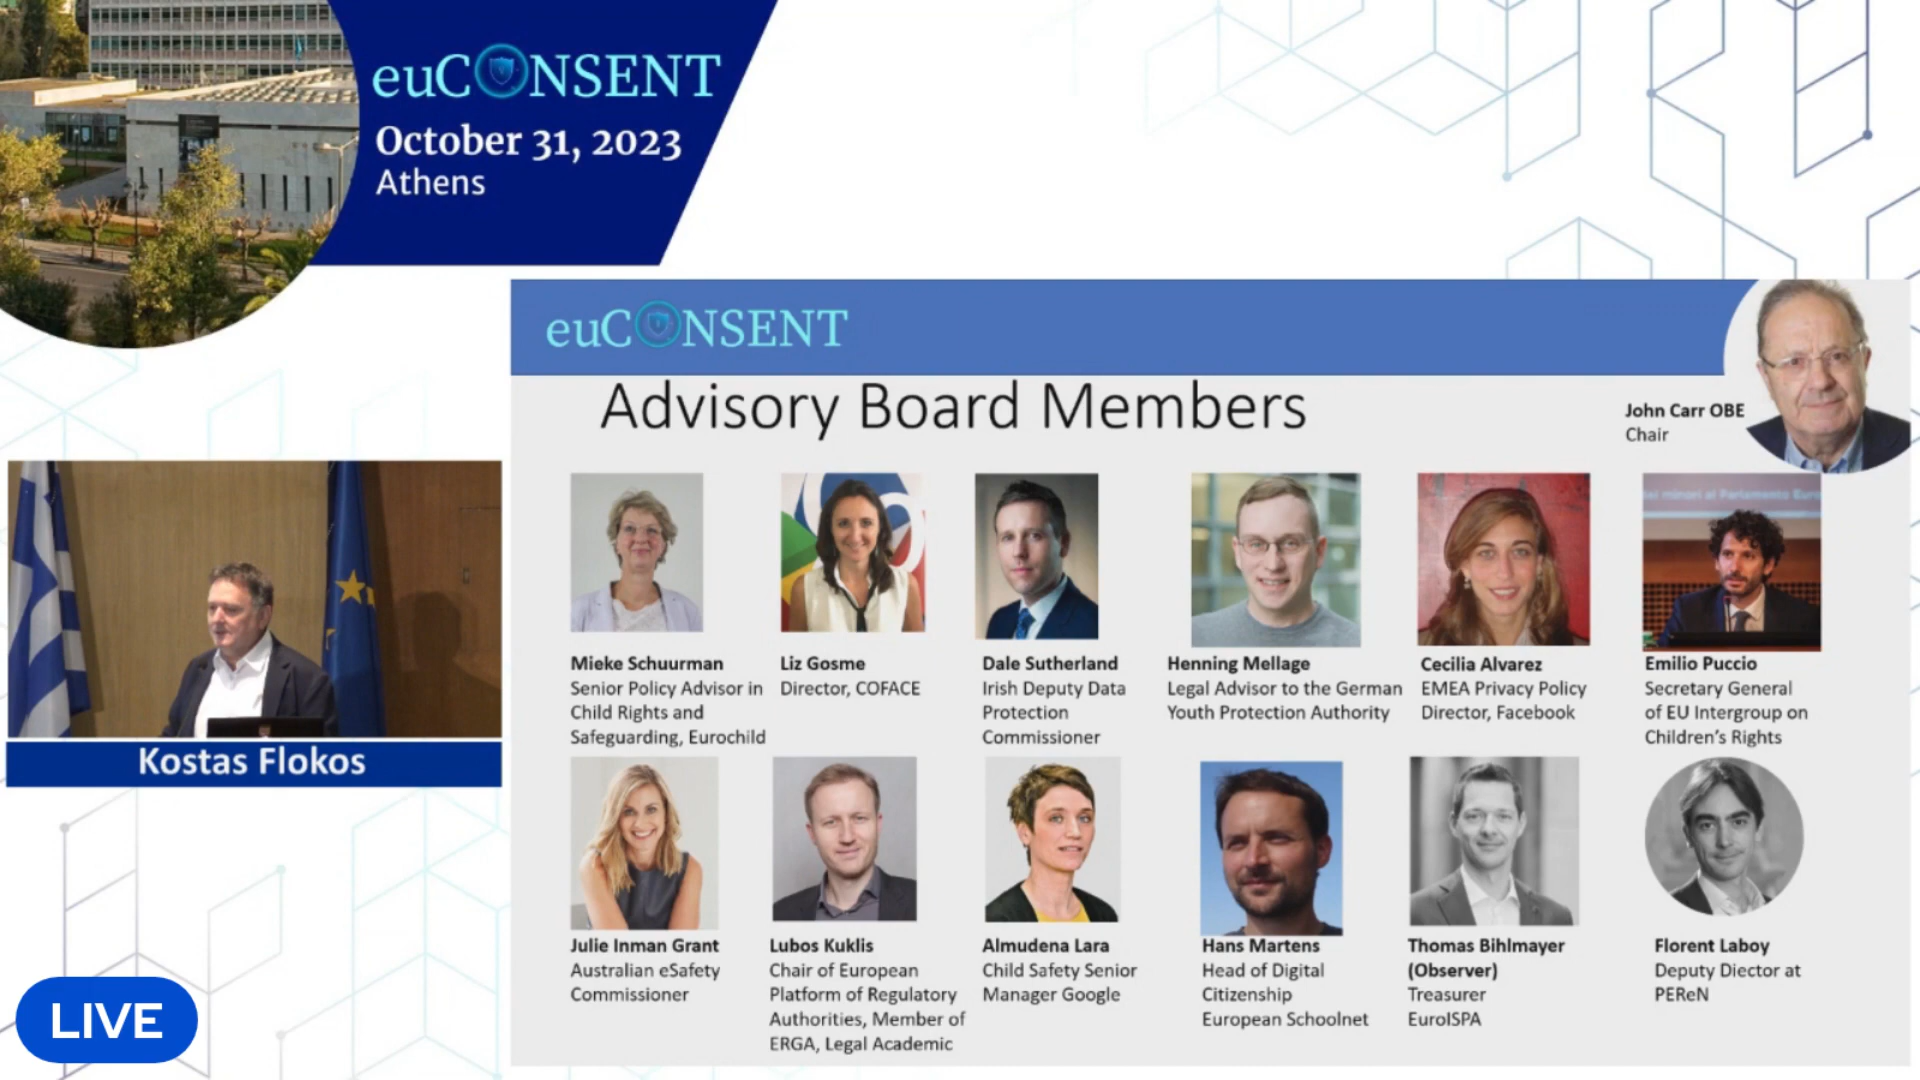 euCONSENT
October 31, 2023
Athens
euCONSENT
Advisory Board Members
John Carr OBE
Chair
Mieke Schuurman
Senior Policy Advisor in
Child Rights and
Safeguarding, Eurochild
Liz Gosme
Director, COFACE
Dale Sutherland
Irish Deputy Data
Protection
Commissioner
Henning Mellage
Legal Advisor to the German
Youth Protection Authority
Cecilia Alvarez
EMEA Privacy Policy
Director, Facebook
minori al Parlamento Euro
Emilio Puccio
Secretary General
of EU Intergroup on
Children's Rights
Kostas Flokos
Julie Inman Grant
Australian eSafety
Commissioner
Lubos Kuklis
Chair of European
Platform of Regulatory
Authorities, Member of
ERGA, Legal Academic
Almudena Lara
Child Safety Senior
Manager Google
Hans Martens
Head of Digital
Citizenship
European Schoolnet
Thomas Bihlmayer
(Observer)
Treasurer
EuroISPA
Florent Laboy
Deputy Diector at
PEReN
LIVE